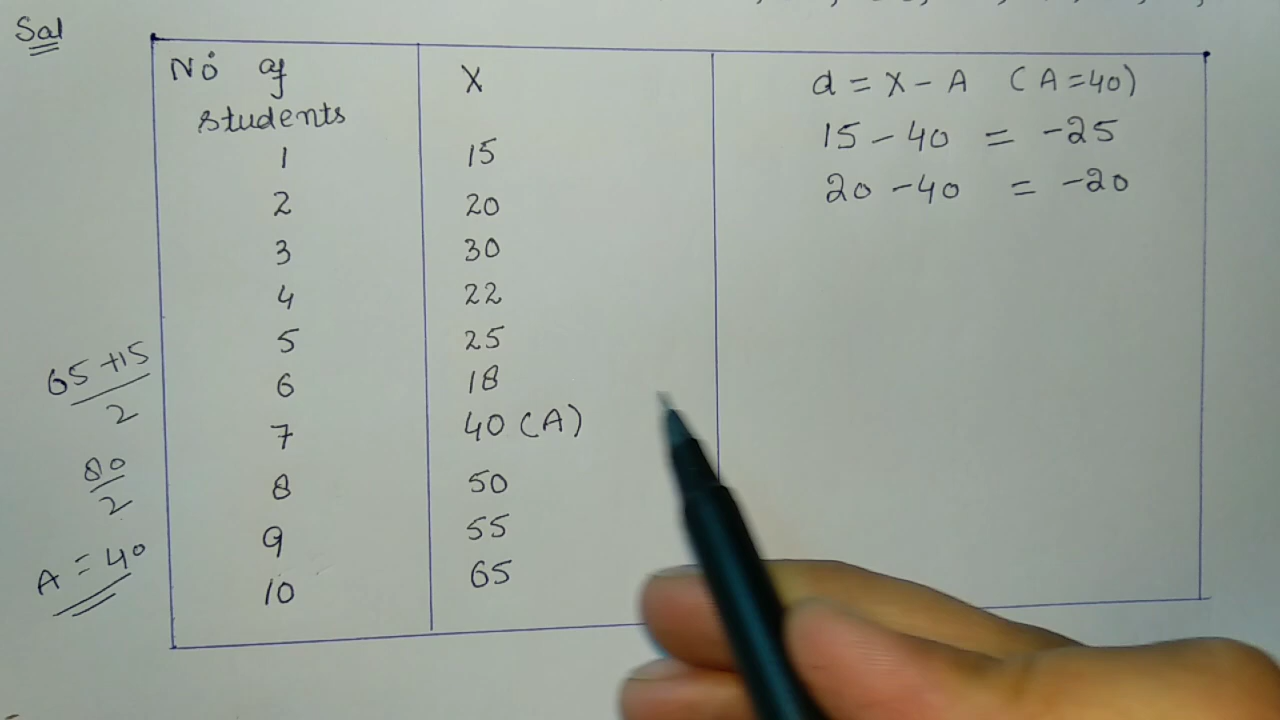 Sol
No of students X d = X - A (A=40)
1 15 15 - 40 = -25
2 20 20 - 40 = -20
3 30
4 22
5 25
6 18
7 40 (A)
8 50
9 55
10 65
65+15
2
80
2
A = 40